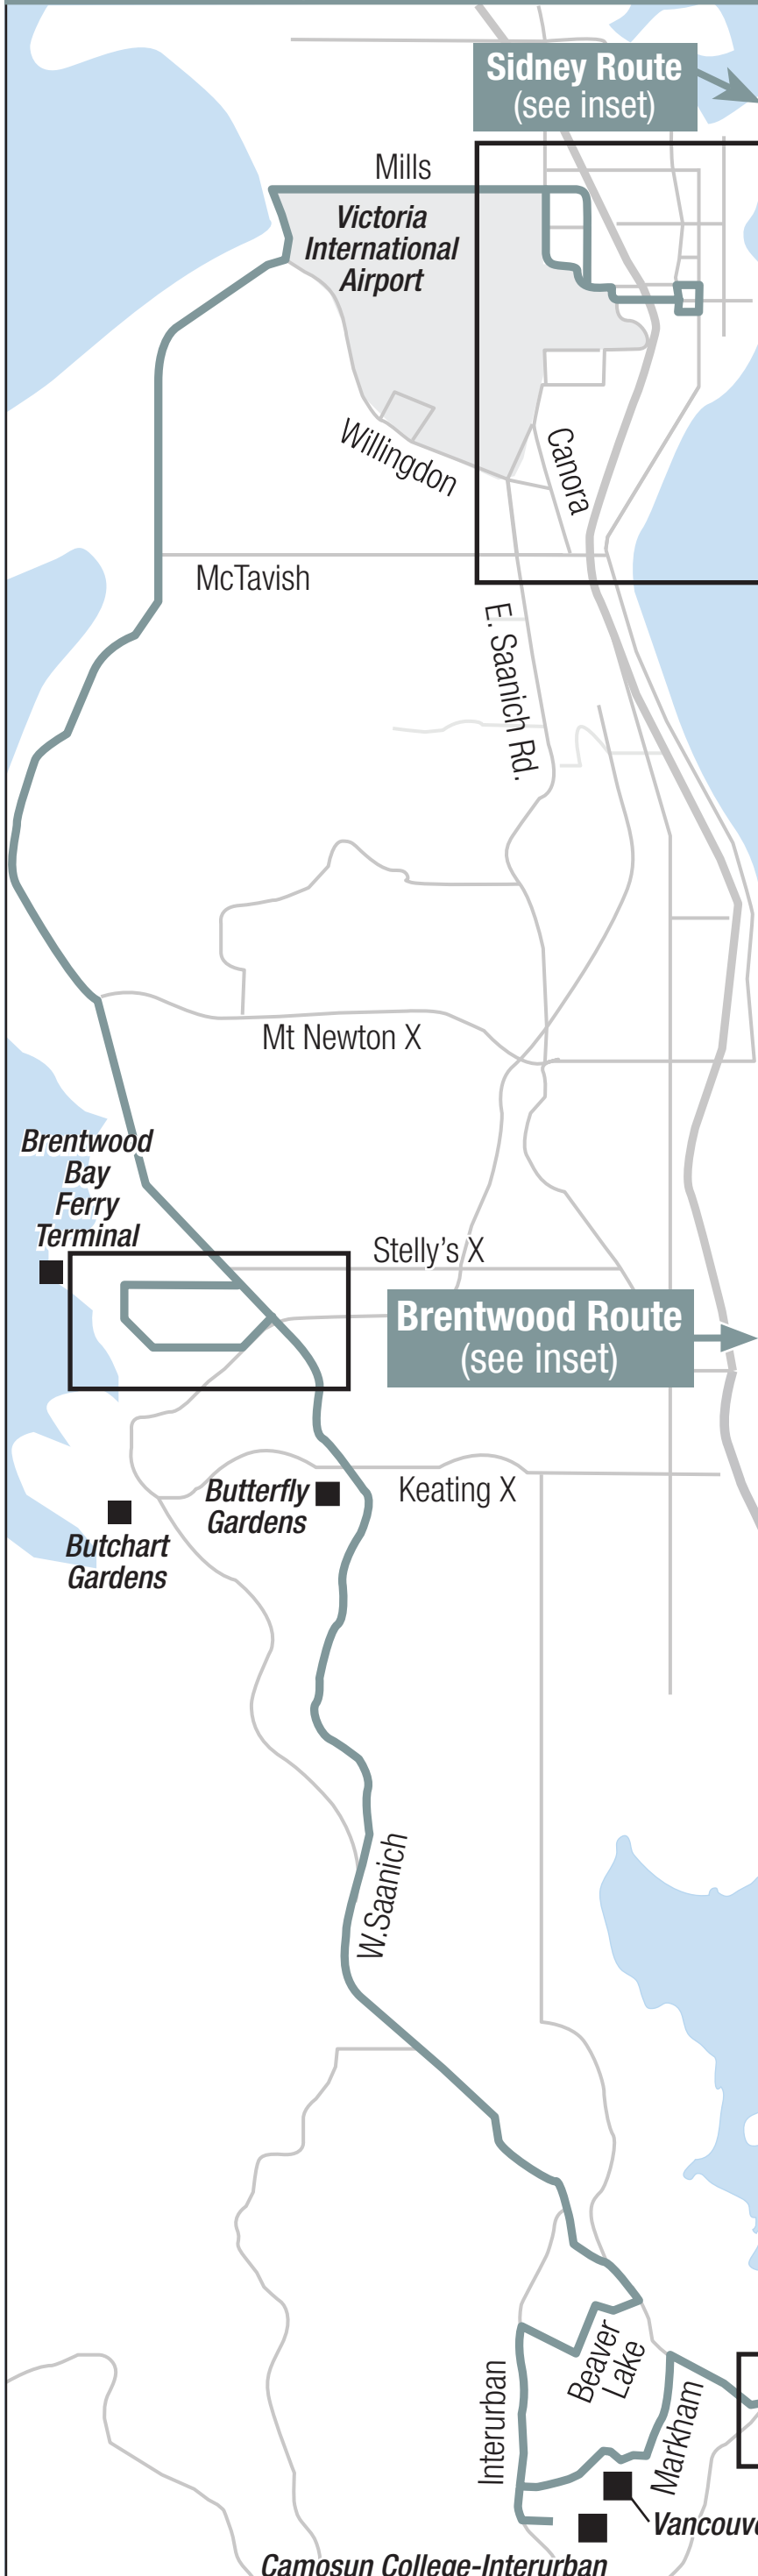 Sidney Route
(see inset)
Mills
Victoria
International
Airport
Willingdon
Canora
McTavish
E. Saanich Rd.
Mt Newton X
Brentwood
Bay
Ferry
Terminal
Stelly's X
Brentwood Route
(see inset)
Butterfly
Gardens
Keating X
Butchart
Gardens
W.Saanich
Beaver
Lake
Interurban
Markham
Camosun College-Interurban